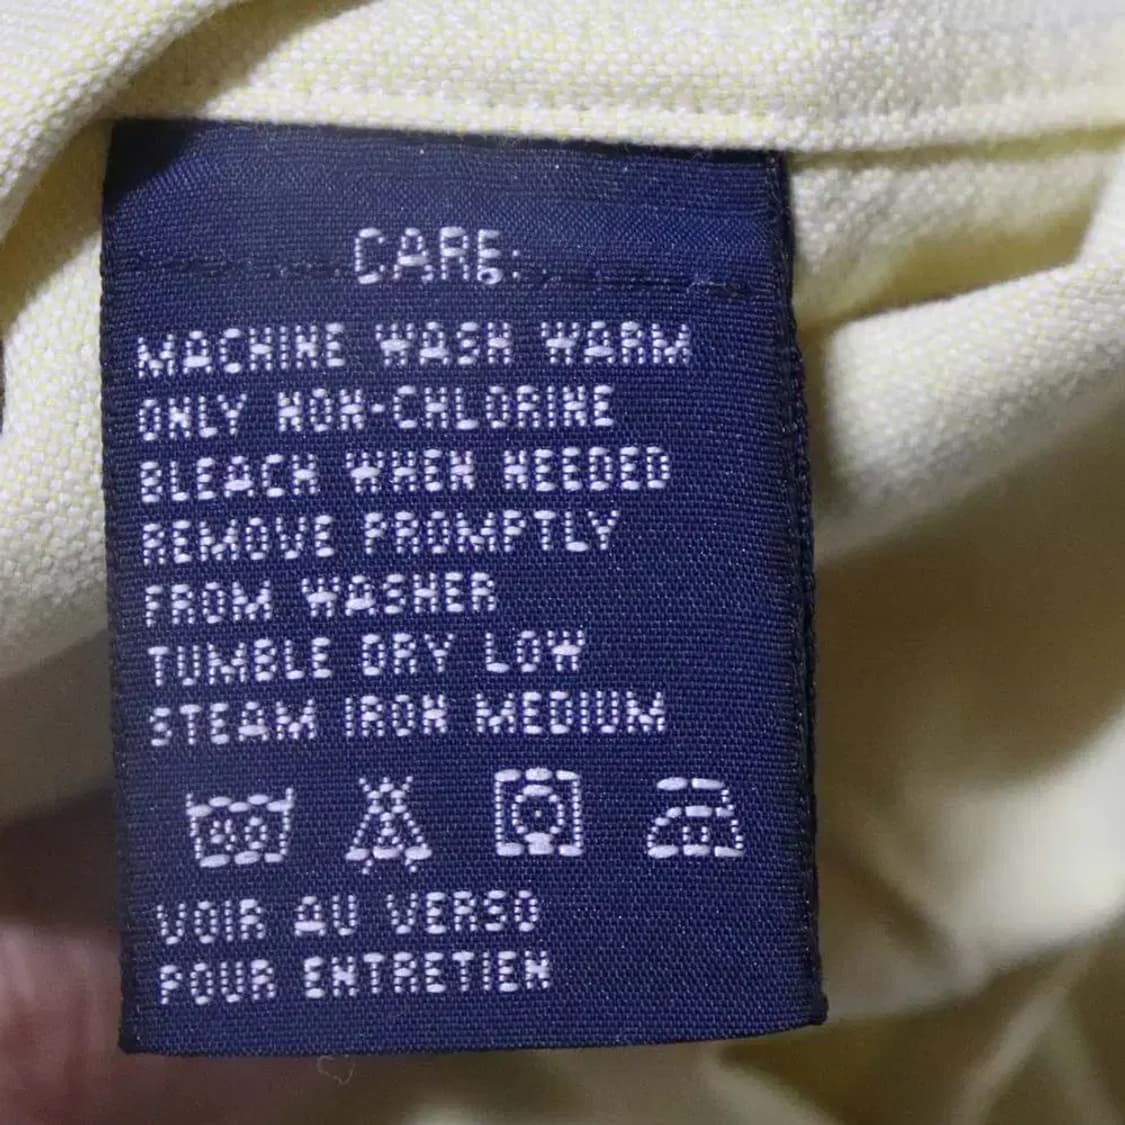 CARE:
MACHINE WASH WARM
ONLY NON-CHLORINE
BLEACH WHEN NEEDED
REMOVE PROMPTLY
FROM WASHER
TUMBLE DRY LOW
STEAM IRON MEDIUM
40
VOIR AU VERSO
POUR ENTRETIEN